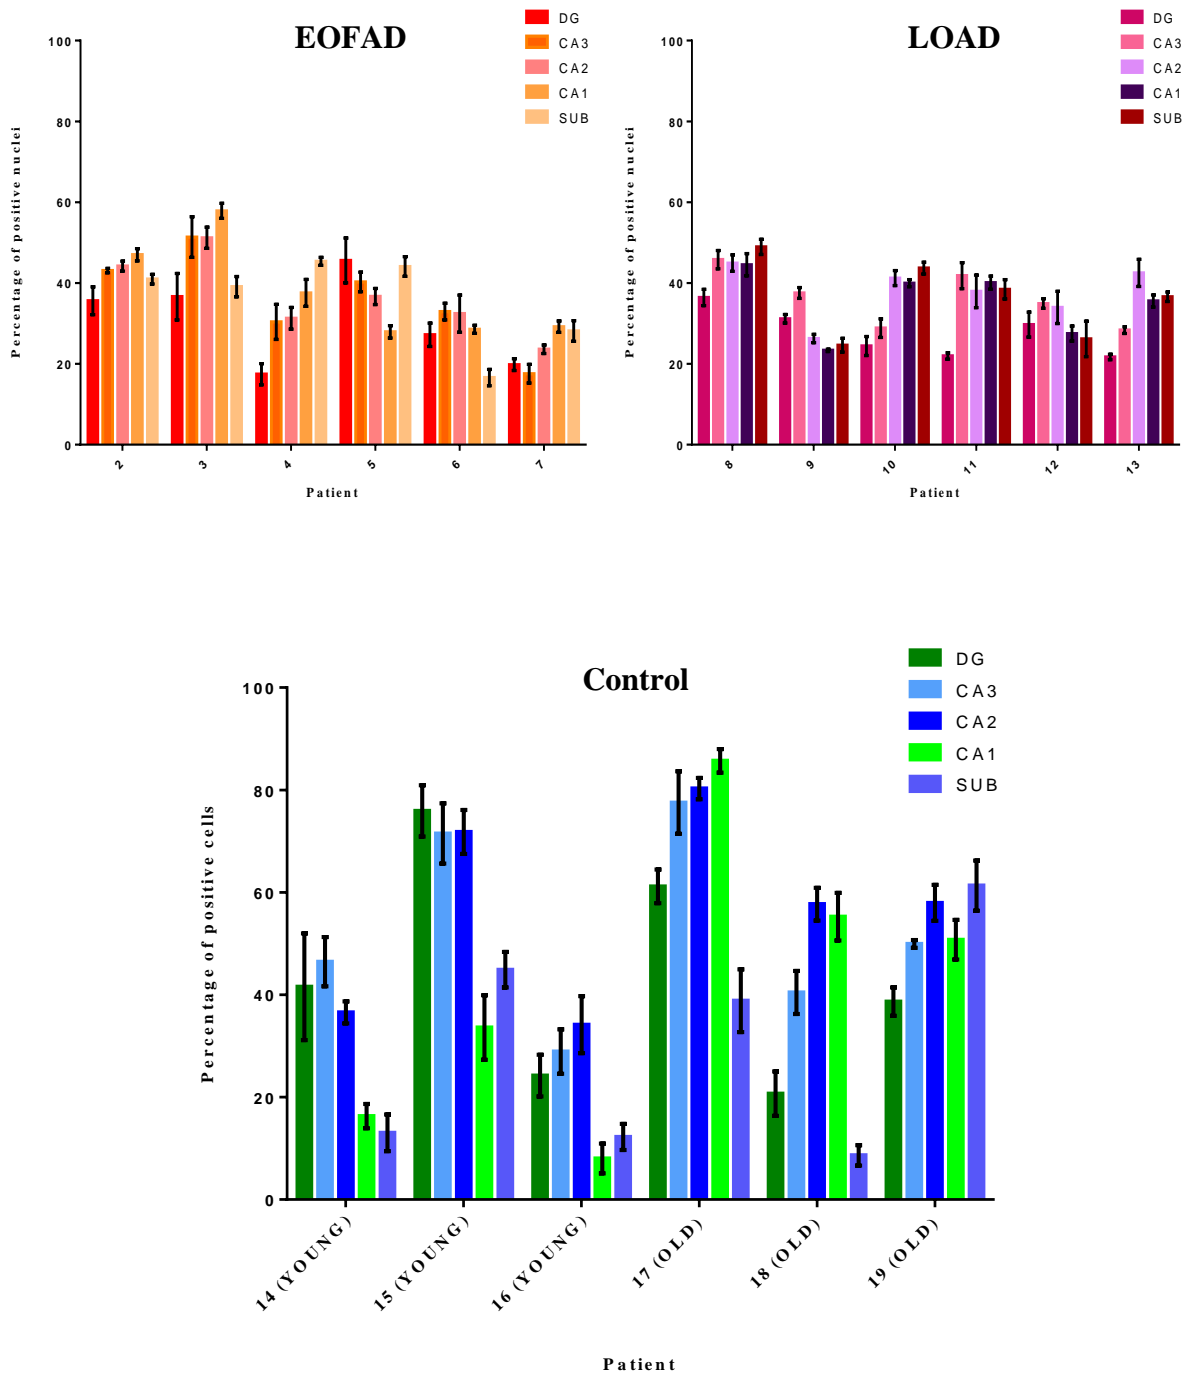 EOFAD
DG
CA3
CA2
CA1
SUB
100
80
60
40
20
0
Percentage of positive nuclei
2
3
4
5
6
7
Patient
LOAD
DG
CA3
CA2
CA1
SUB
100
80
60
40
20
0
Percentage of positive nuclei
8
9
10
11
12
13
Patient
Control
DG
CA3
CA2
CA1
SUB
100
80
60
40
20
0
Percentage of positive cells
14 (YOUNG)
15 (YOUNG)
16 (YOUNG)
17 (OLD)
18 (OLD)
19 (OLD)
Patient